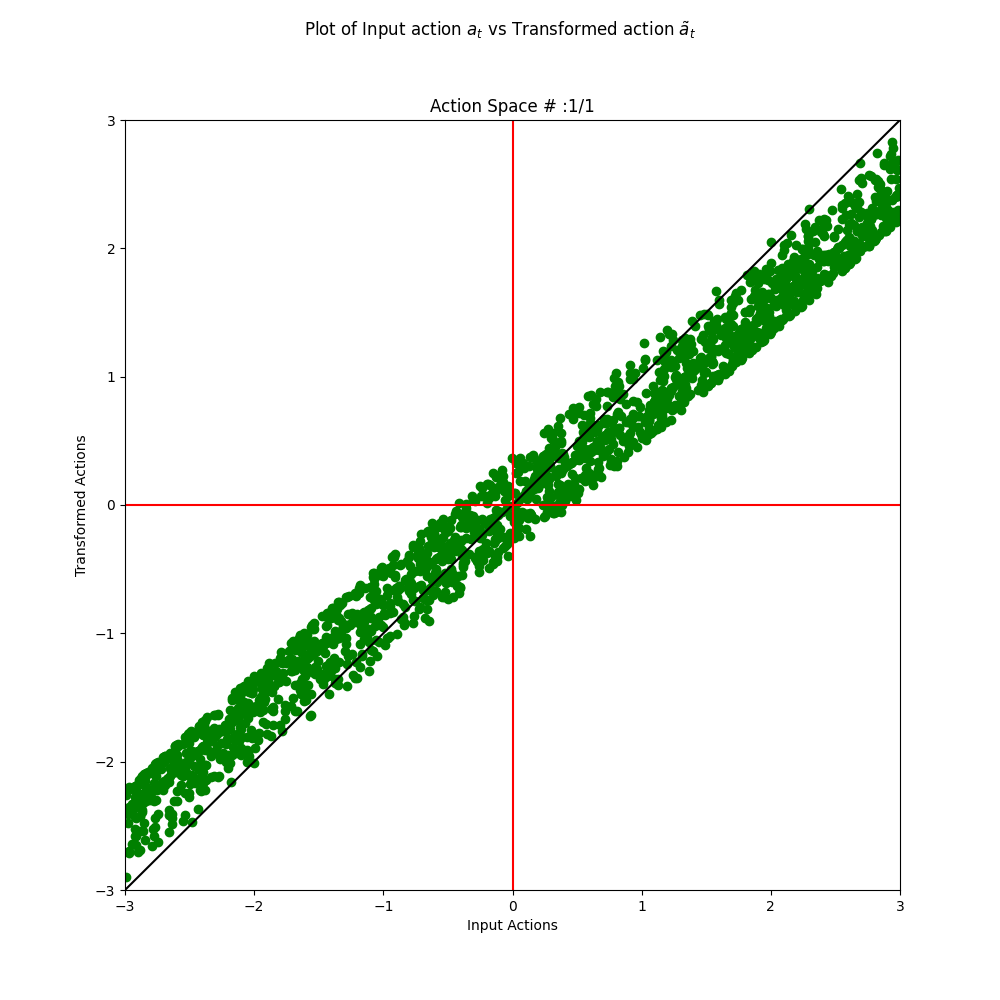 Plot of Input action $a_t$ vs Transformed action $\tilde{a}_t$
Action Space # :1/1
3
2
1
0
−1
−2
−3
Transformed Actions
−3 −2 −1 0 1 2 3
Input Actions